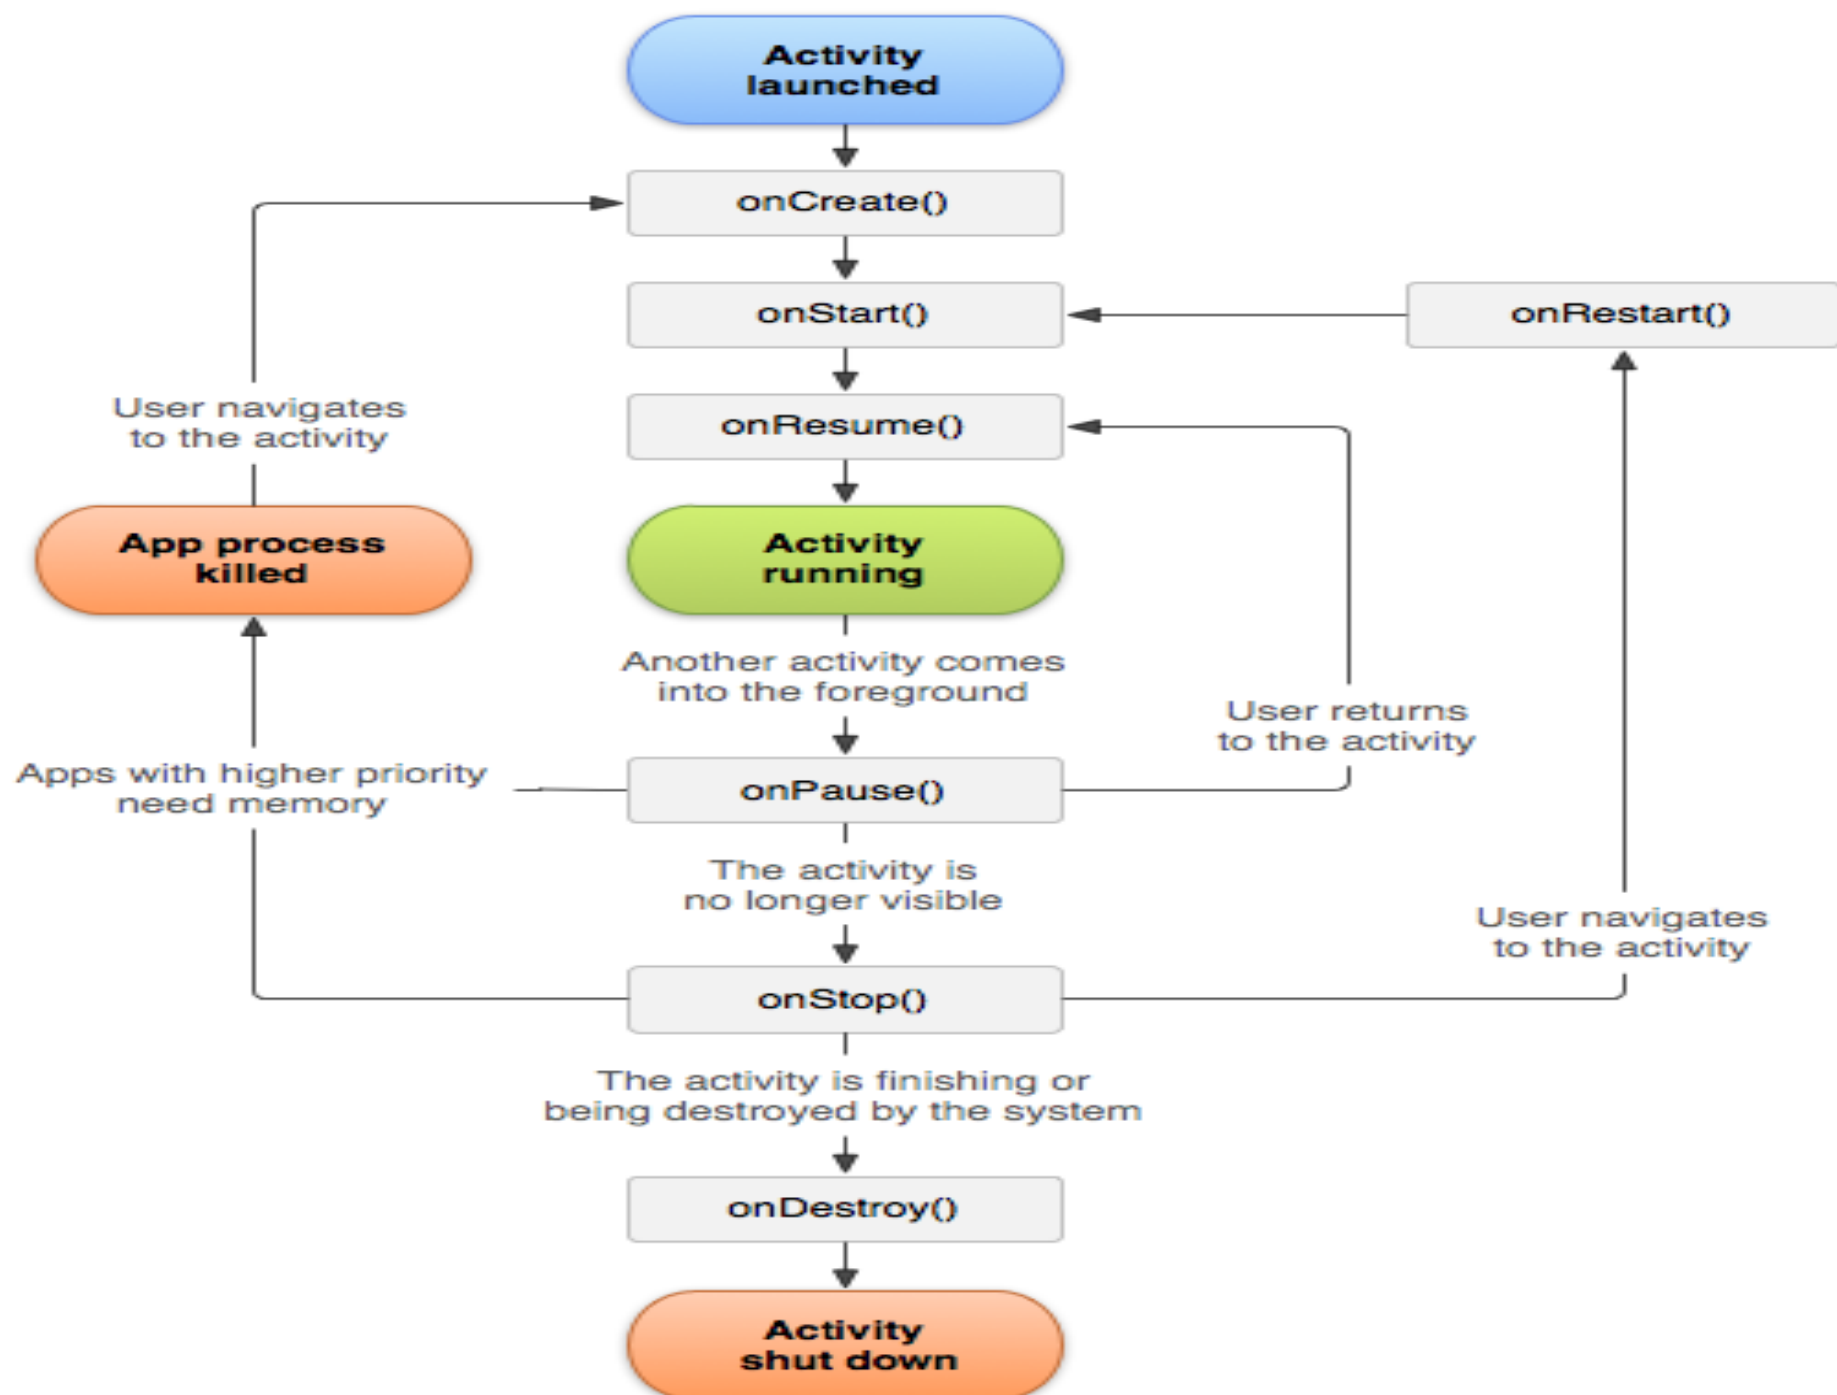 Activity
launched
onCreate()
onStart()
onRestart()
onResume()
User navigates
to the activity
App process
killed
Activity
running
Another activity comes
into the foreground
User returns
to the activity
Apps with higher priority
need memory
onPause()
The activity is
no longer visible
User navigates
to the activity
onStop()
The activity is finishing or
being destroyed by the system
onDestroy()
Activity
shut down